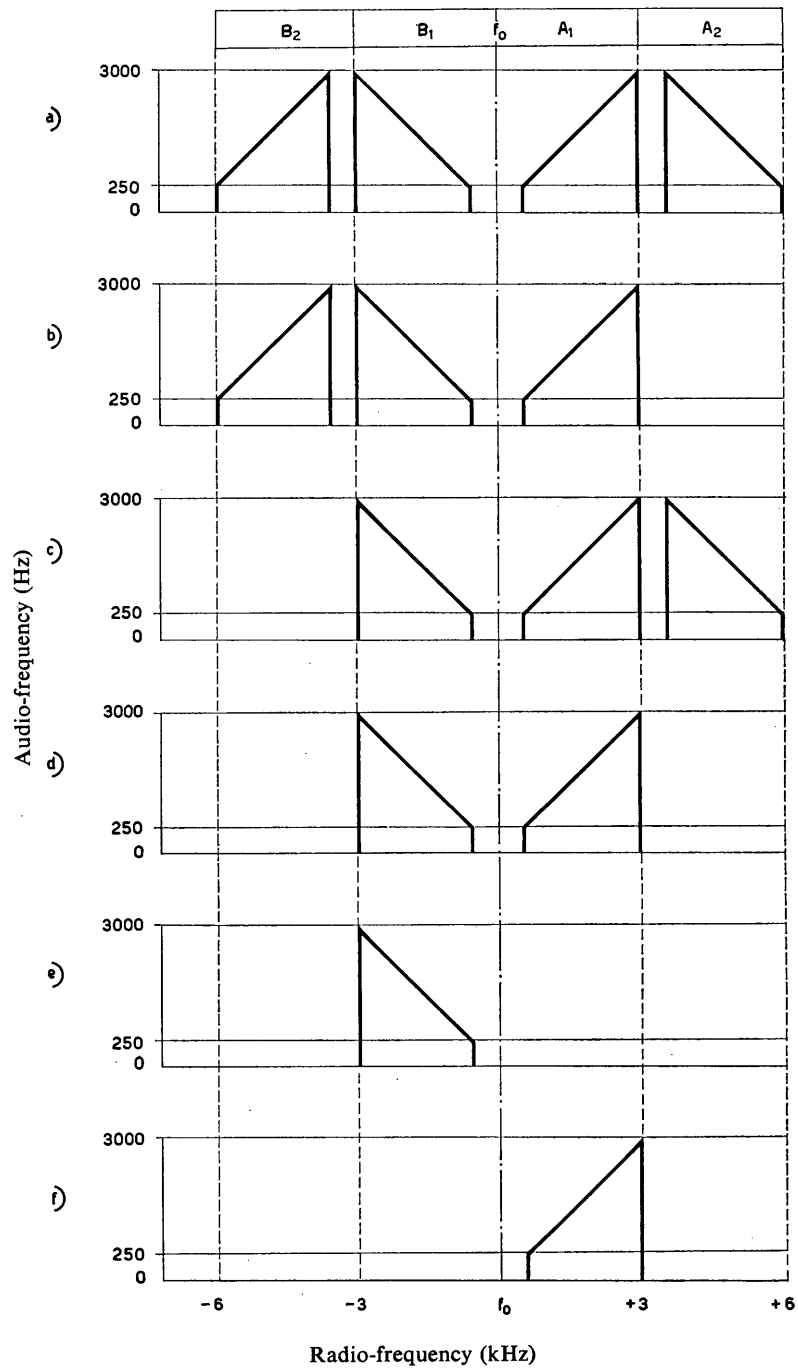 B₂ B₁ f₀ A₁ A₂
3000
a)
250
0
3000
b)
250
0
3000
c)
250
0
Audio-frequency (Hz)
3000
d)
250
0
3000
e)
250
0
3000
f)
250
0
-6 -3 f₀ +3 +6
Radio-frequency (kHz)